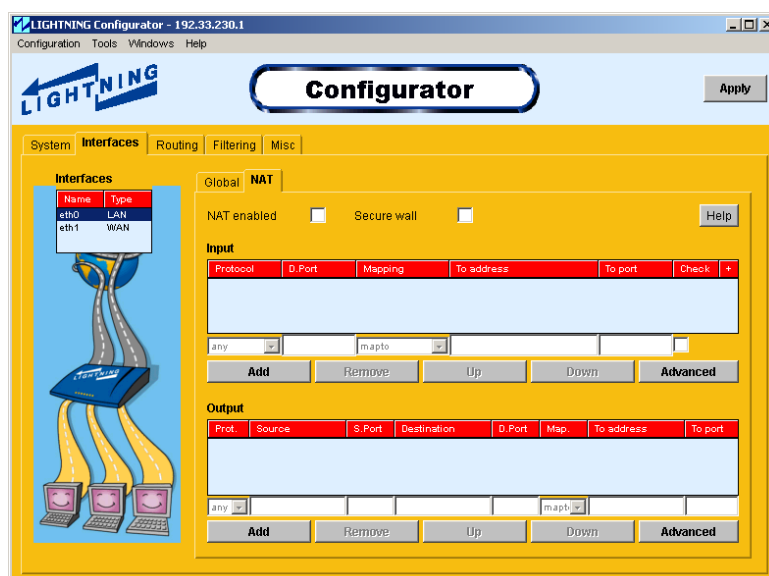 LIGHTNING Configurator - 192.33.230.1
Configuration Tools Windows Help
LIGHTNING
Configurator
Apply
System Interfaces Routing Filtering Misc
Interfaces
Name Type
eth0 LAN
eth1 WAN
LIGHTNING
Global NAT
NAT enabled Secure wall Help
Input
Protocol D.Port Mapping To address To port Check +
any mapto
Add Remove Up Down Advanced
Output
Prot. Source S.Port Destination D.Port Map. To address To port
any mapt
Add Remove Up Down Advanced